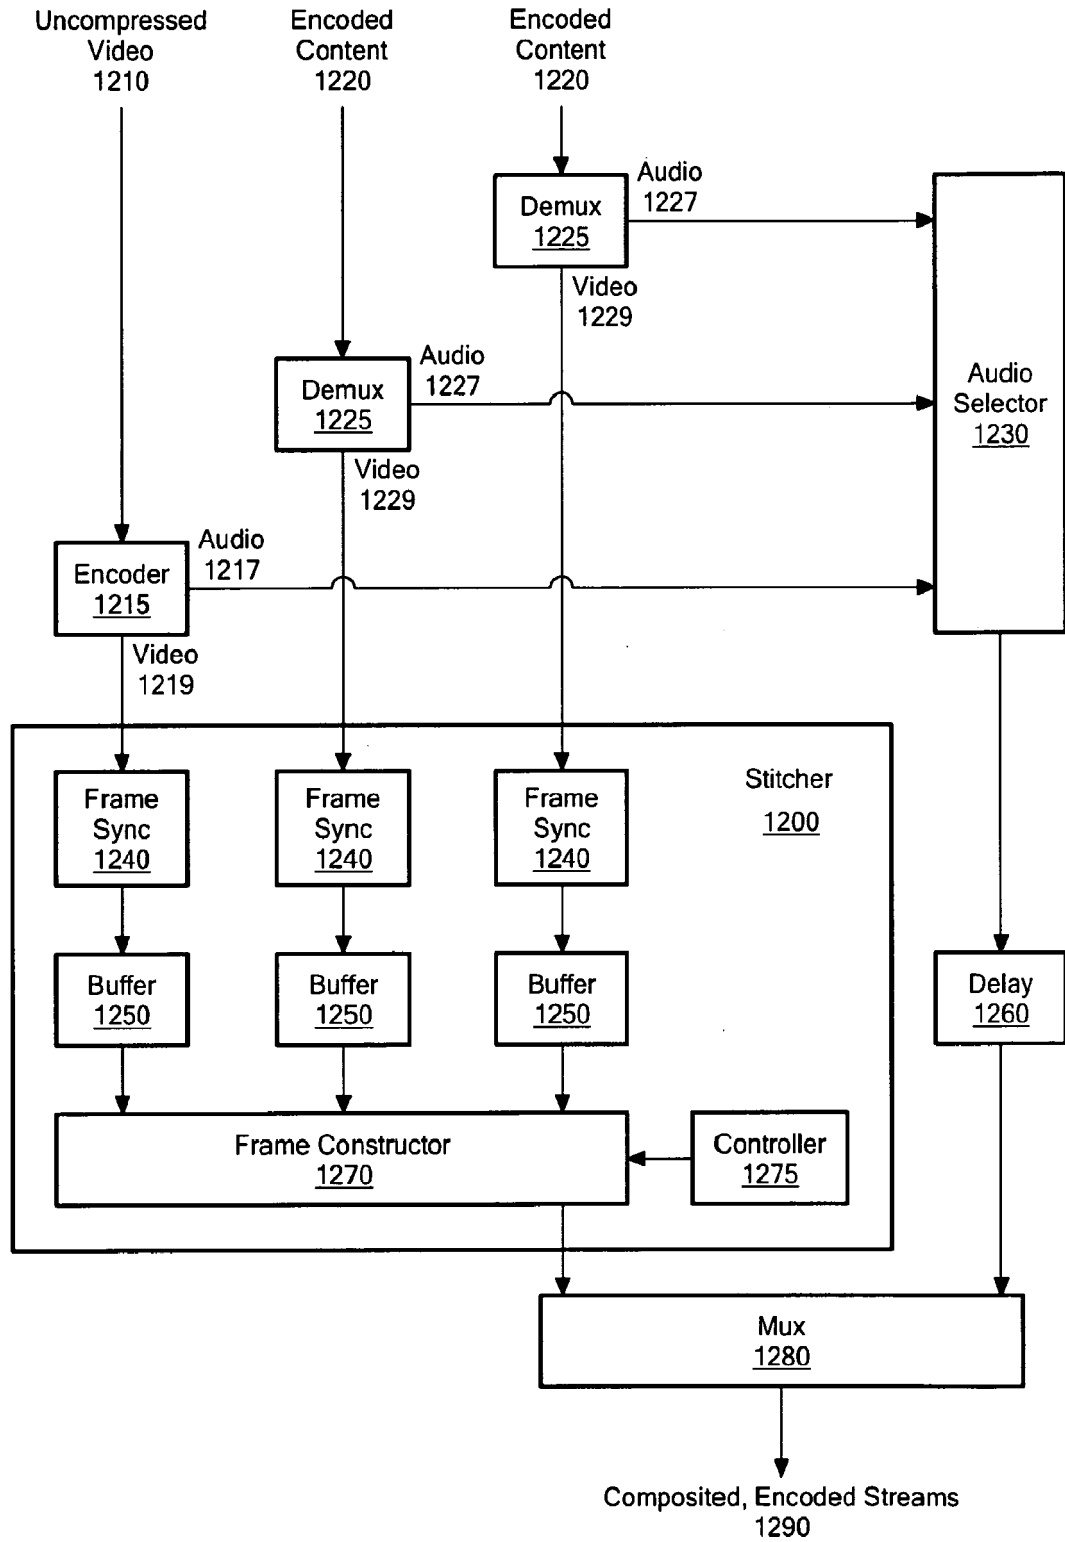 Uncompressed
Video
1210
Encoded
Content
1220
Encoded
Content
1220
Demux
1225
Audio
1227
Video
1229
Demux
1225
Audio
1227
Video
1229
Audio
Selector
1230
Encoder
1215
Audio
1217
Video
1219
Stitcher
1200
Frame
Sync
1240
Frame
Sync
1240
Frame
Sync
1240
Buffer
1250
Buffer
1250
Buffer
1250
Delay
1260
Frame Constructor
1270
Controller
1275
Mux
1280
Composited, Encoded Streams
1290